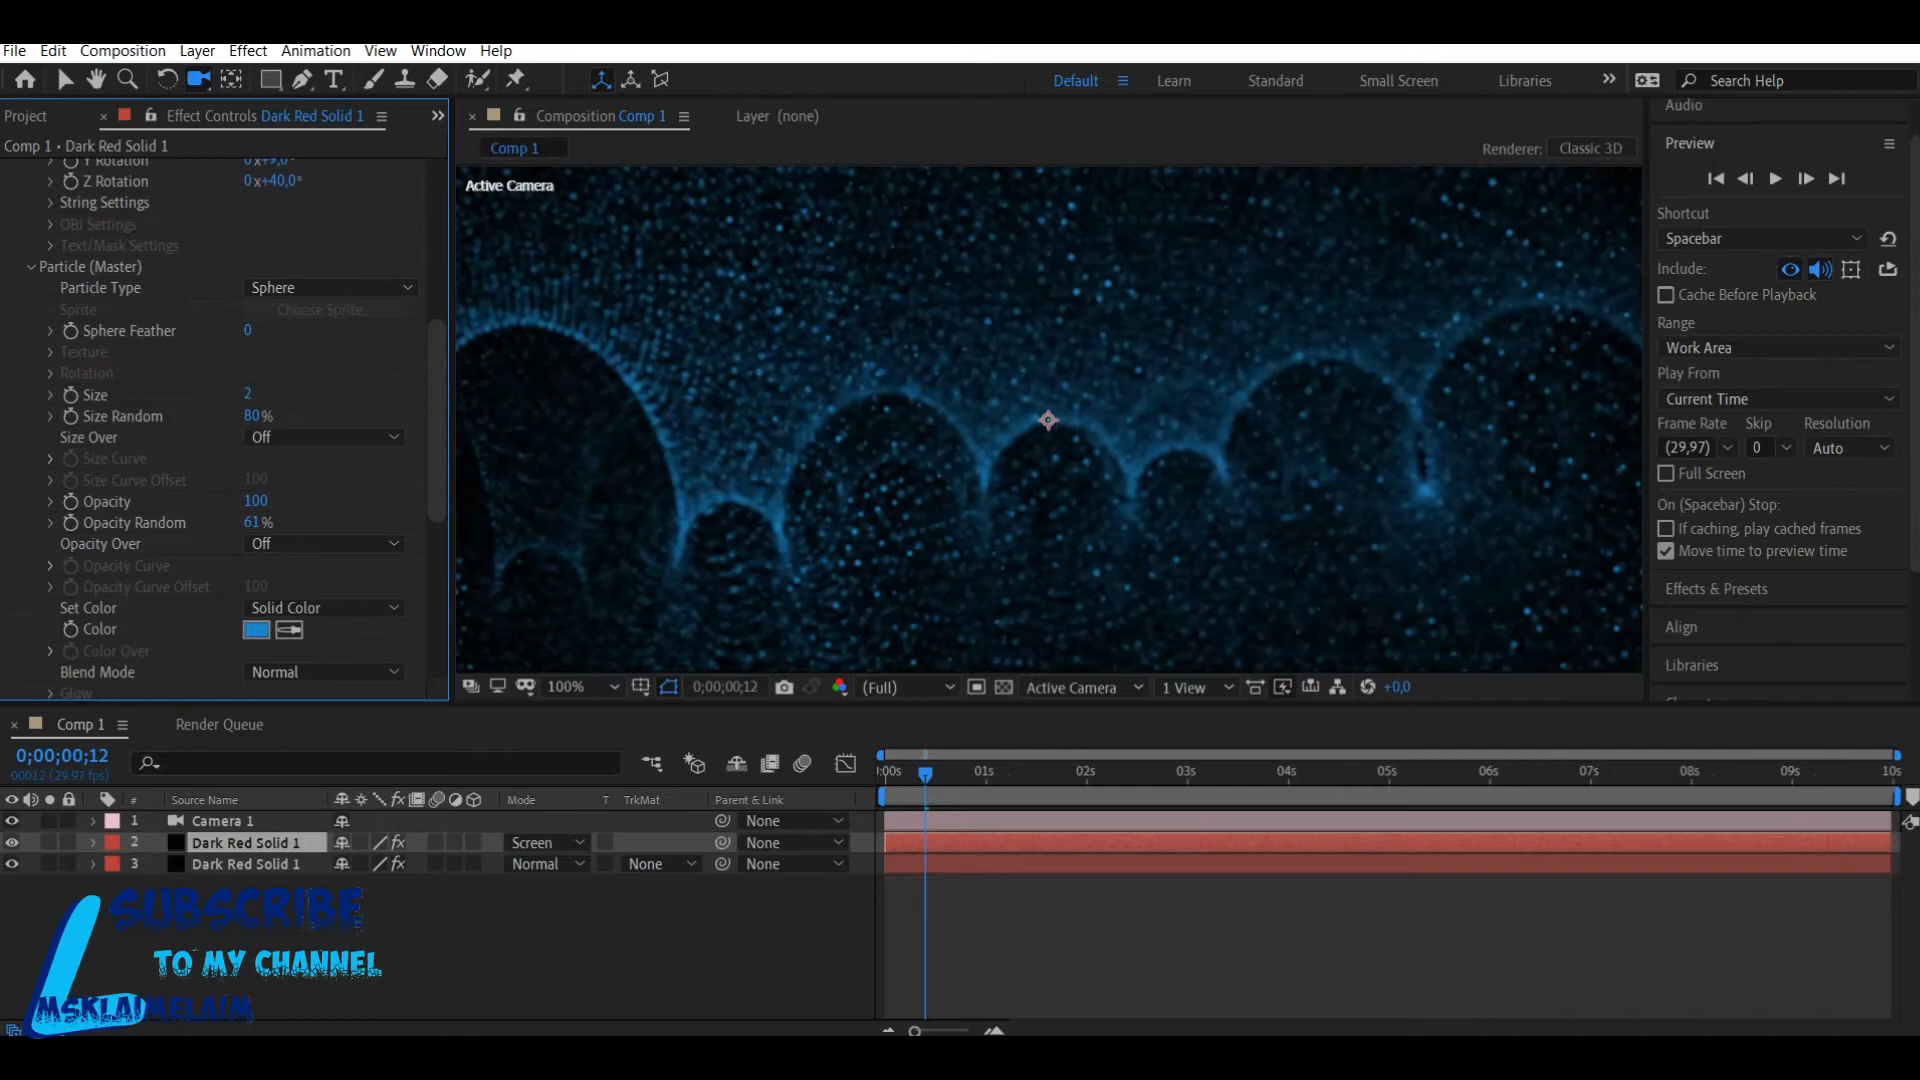 File Edit Composition Layer Effect Animation View Window Help
Default Learn Standard Small Screen Libraries Search Help
Project Effect Controls Dark Red Solid 1
Composition Comp 1 Layer (none)
Audio
Comp 1 • Dark Red Solid 1
Comp 1
Renderer: Classic 3D
Preview
Y Rotation 0x+9,0°
Z Rotation 0x+40,0°
String Settings
OBJ Settings
Text/Mask Settings
Particle (Master)
Particle Type Sphere
Sprite Choose Sprite...
Sphere Feather 0
Texture
Rotation
Size 2
Size Random 80%
Size Over Off
Size Curve
Size Curve Offset 100
Opacity 100
Opacity Random 61%
Opacity Over Off
Opacity Curve
Opacity Curve Offset 100
Set Color Solid Color
Color
Color Over
Blend Mode Normal
Glow
Active Camera
100% 0;00;00;12 (Full) Active Camera 1 View +0,0
Shortcut
Spacebar
Include:
Cache Before Playback
Range
Work Area
Play From
Current Time
Frame Rate Skip Resolution
(29,97) 0 Auto
Full Screen
On (Spacebar) Stop:
If caching, play cached frames
Move time to preview time
Effects & Presets
Align
Libraries
Comp 1 Render Queue
0;00;00;12
00012 (29.97 fps)
:00s 01s 02s 03s 04s 05s 06s 07s 08s 09s 10s
# Source Name Mode T TrkMat Parent & Link
1 Camera 1 None
2 Dark Red Solid 1 Screen None
3 Dark Red Solid 1 Normal None None
SUBSCRIBE
TO MY CHANNEL
MSKLAIMELAIM